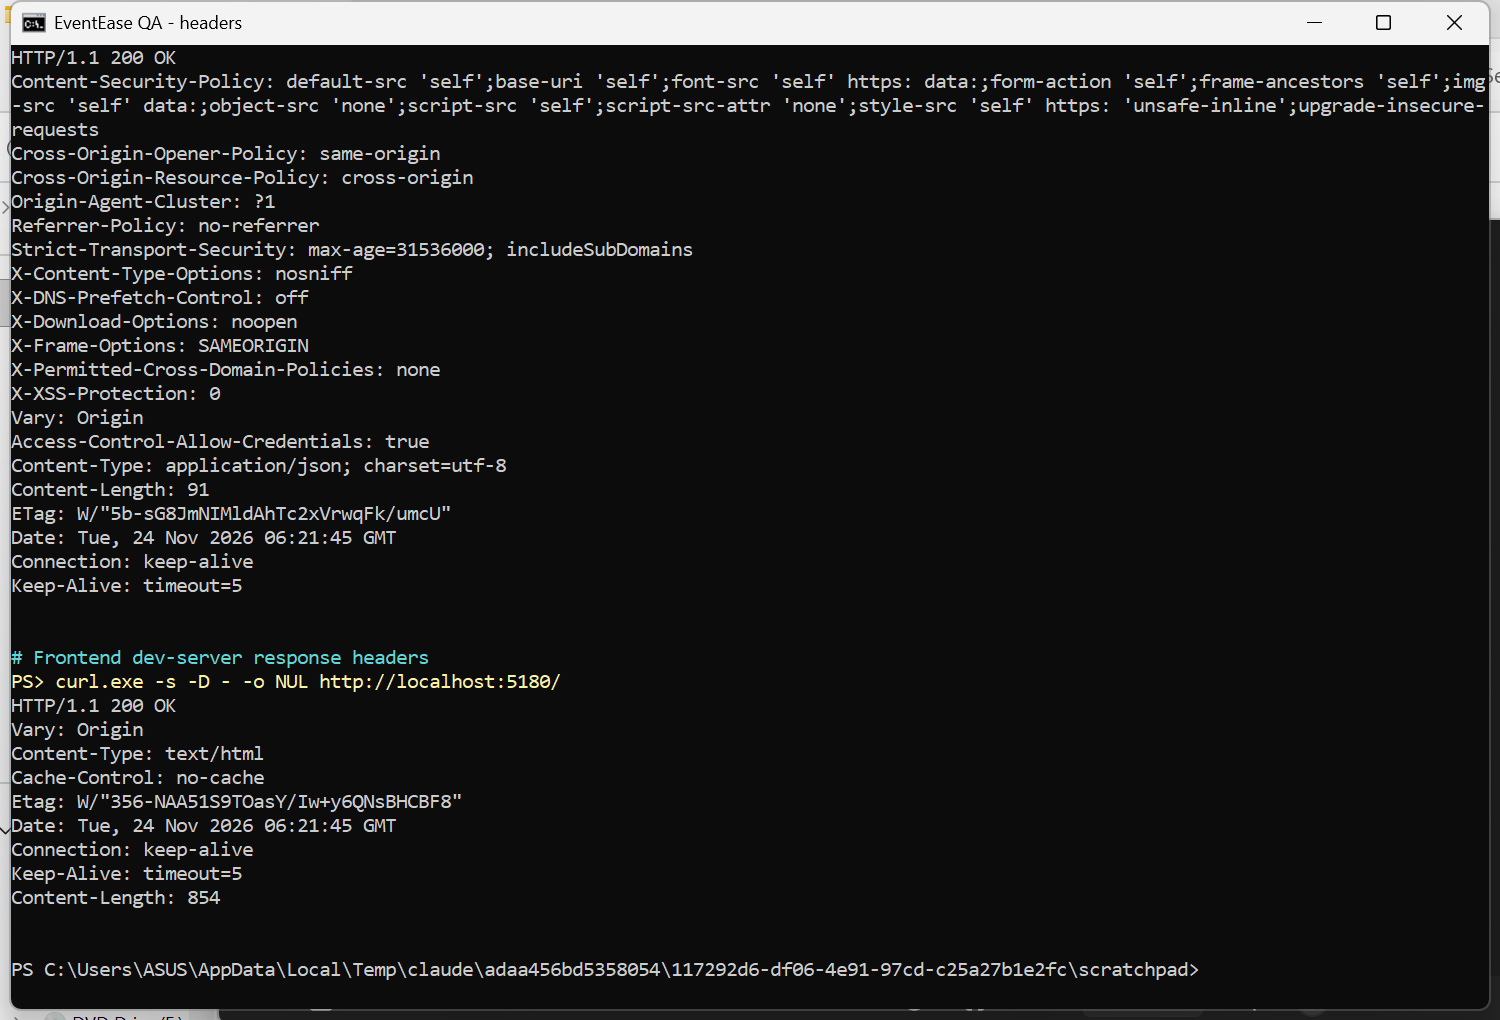 EventEase QA - headers
HTTP/1.1 200 OK
Content-Security-Policy: default-src 'self';base-uri 'self';font-src 'self' https: data:;form-action 'self';frame-ancestors 'self';img
-src 'self' data:;object-src 'none';script-src 'self';script-src-attr 'none';style-src 'self' https: 'unsafe-inline';upgrade-insecure-
requests
Cross-Origin-Opener-Policy: same-origin
Cross-Origin-Resource-Policy: cross-origin
Origin-Agent-Cluster: ?1
Referrer-Policy: no-referrer
Strict-Transport-Security: max-age=31536000; includeSubDomains
X-Content-Type-Options: nosniff
X-DNS-Prefetch-Control: off
X-Download-Options: noopen
X-Frame-Options: SAMEORIGIN
X-Permitted-Cross-Domain-Policies: none
X-XSS-Protection: 0
Vary: Origin
Access-Control-Allow-Credentials: true
Content-Type: application/json; charset=utf-8
Content-Length: 91
ETag: W/"5b-sG8JmNIMldAhTc2xVrwqFk/umcU"
Date: Tue, 24 Nov 2026 06:21:45 GMT
Connection: keep-alive
Keep-Alive: timeout=5
# Frontend dev-server response headers
PS> curl.exe -s -D - -o NUL http://localhost:5180/
HTTP/1.1 200 OK
Vary: Origin
Content-Type: text/html
Cache-Control: no-cache
Etag: W/"356-NAA51S9TOasY/Iw+y6QNsBHCBF8"
Date: Tue, 24 Nov 2026 06:21:45 GMT
Connection: keep-alive
Keep-Alive: timeout=5
Content-Length: 854
PS C:\Users\ASUS\AppData\Local\Temp\claude\adaa456bd5358054\117292d6-df06-4e91-97cd-c25a27b1e2fc\scratchpad>